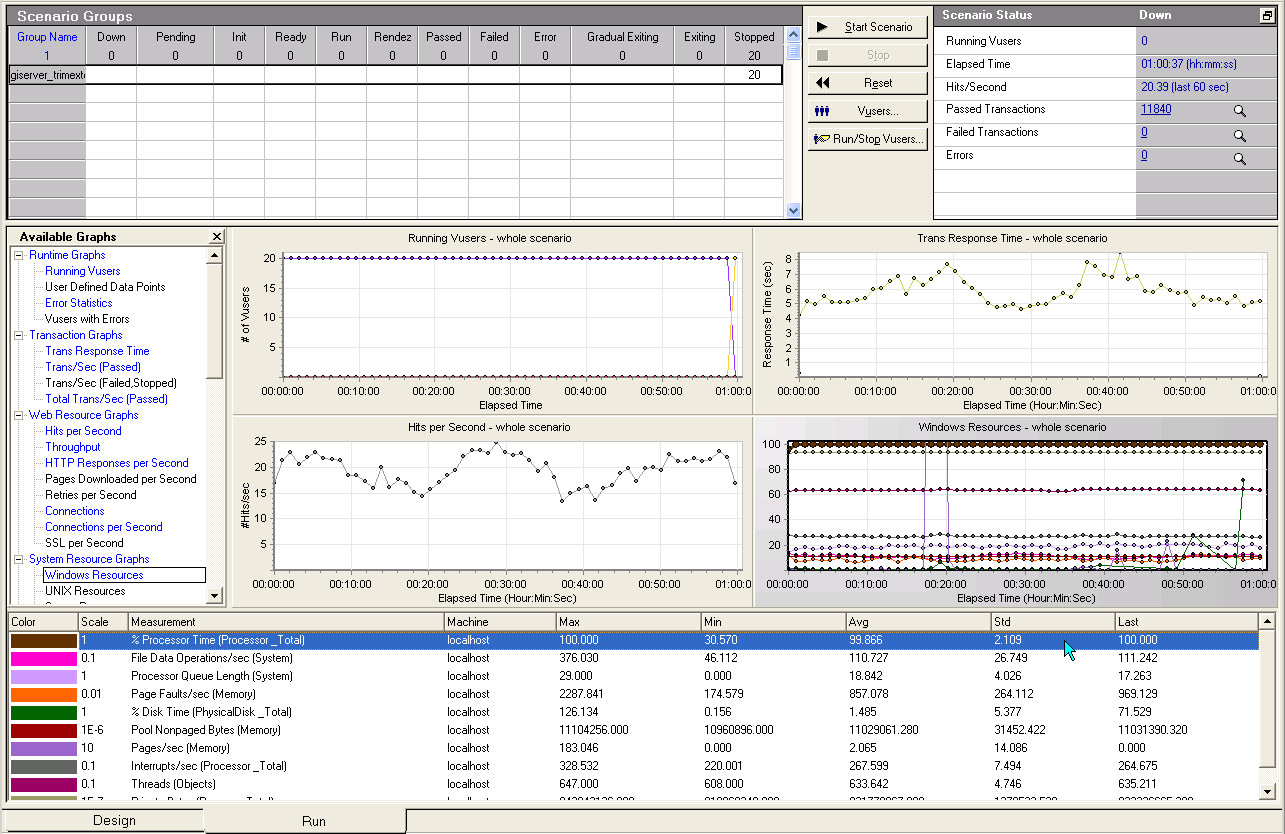 Scenario Groups
Group Name Down Pending Init Ready Run Rendez Passed Failed Error Gradual Exiting Exiting Stopped
1 0 0 0 0 0 0 0 0 0 0 0 20
giserver_trimexte 20
Start Scenario
Stop
Reset
Vusers...
Run/Stop Vusers...
Scenario Status Down
Running Vusers 0
Elapsed Time 01:00:37 (hh:mm:ss)
Hits/Second 20.39 (last 60 sec)
Passed Transactions 11840
Failed Transactions 0
Errors 0
Available Graphs
Runtime Graphs
Running Vusers
User Defined Data Points
Error Statistics
Vusers with Errors
Transaction Graphs
Trans Response Time
Trans/Sec (Passed)
Trans/Sec (Failed,Stopped)
Total Trans/Sec (Passed)
Web Resource Graphs
Hits per Second
Throughput
HTTP Responses per Second
Pages Downloaded per Second
Retries per Second
Connections
Connections per Second
SSL per Second
System Resource Graphs
Windows Resources
UNIX Resources
Running Vusers - whole scenario
# of Vusers
20
15
10
5
00:00:00 00:10:00 00:20:00 00:30:00 00:40:00 00:50:00 01:00:0
Elapsed Time
Trans Response Time - whole scenario
Response Time (sec)
8
7
6
5
4
3
2
1
00:00:00 00:10:00 00:20:00 00:30:00 00:40:00 00:50:00 01:00:0
Elapsed Time (Hour:Min:Sec)
Hits per Second - whole scenario
#Hits/sec
25
20
15
10
5
00:00:00 00:10:00 00:20:00 00:30:00 00:40:00 00:50:00 01:00:0
Elapsed Time (Hour:Min:Sec)
Windows Resources - whole scenario
100
80
60
40
20
00:00:00 00:10:00 00:20:00 00:30:00 00:40:00 00:50:00 01:00:0
Elapsed Time (Hour:Min:Sec)
Color Scale Measurement Machine Max Min Avg Std Last
1 % Processor Time (Processor _Total) localhost 100.000 30.570 99.866 2.109 100.000
0.1 File Data Operations/sec (System) localhost 376.030 46.112 110.727 26.749 111.242
1 Processor Queue Length (System) localhost 29.000 0.000 18.842 4.026 17.263
0.01 Page Faults/sec (Memory) localhost 2287.841 174.579 857.078 264.112 969.129
1 % Disk Time (PhysicalDisk _Total) localhost 126.134 0.156 1.485 5.377 71.529
1E-6 Pool Nonpaged Bytes (Memory) localhost 11104256.000 10960896.000 11029061.280 31452.422 11031390.320
10 Pages/sec (Memory) localhost 183.046 0.000 2.065 14.086 0.000
0.1 Interrupts/sec (Processor _Total) localhost 328.532 220.001 267.599 7.494 264.675
0.1 Threads (Objects) localhost 647.000 608.000 633.642 4.746 635.211
Design
Run